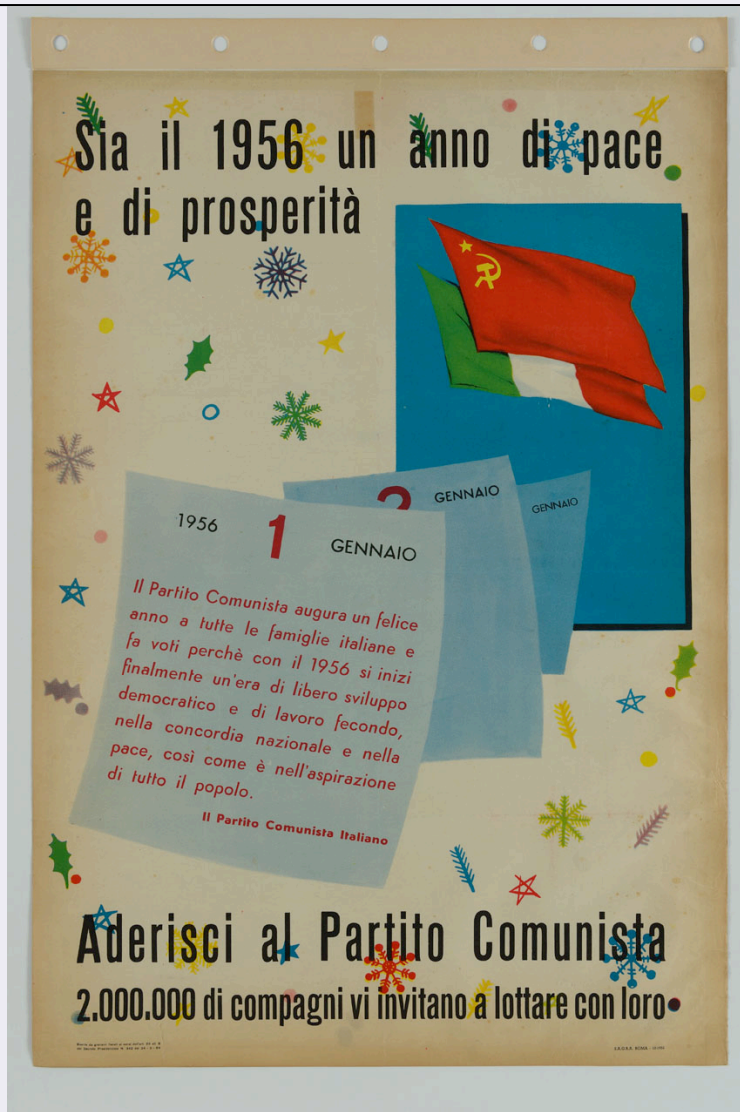 Sia il 1956 un anno di pace
e di prosperità
1956 1 GENNAIO
2 GENNAIO
GENNAIO
Il Partito Comunista augura un felice
anno a tutte le famiglie italiane e
fa voti perchè con il 1956 si inizi
finalmente un'era di libero sviluppo
democratico e di lavoro fecondo,
nella concordia nazionale e nella
pace, così come è nell'aspirazione
di tutto il popolo.
Il Partito Comunista Italiano
Aderisci al Partito Comunista
2.000.000 di compagni vi invitano a lottare con loro